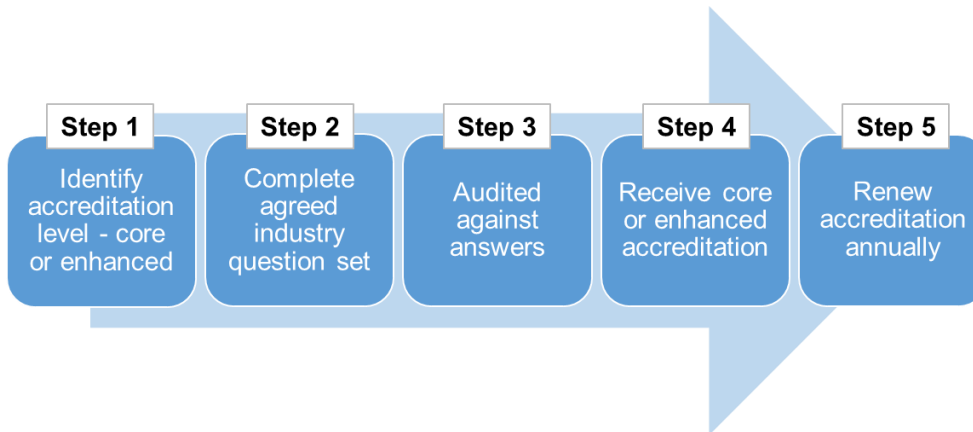 Step 1
Identify
accreditation
level - core
or enhanced
Step 2
Complete
agreed
industry
question set
Step 3
Audited
against
answers
Step 4
Receive core
or enhanced
accreditation
Step 5
Renew
accreditation
annually